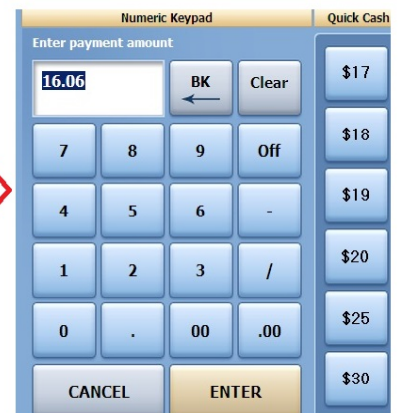 Numeric Keypad
Quick Cash
Enter payment amount
16.06
BK
Clear
7 8 9 Off
4 5 6 -
1 2 3 /
0 . 00 .00
CANCEL ENTER
$17
$18
$19
$20
$25
$30